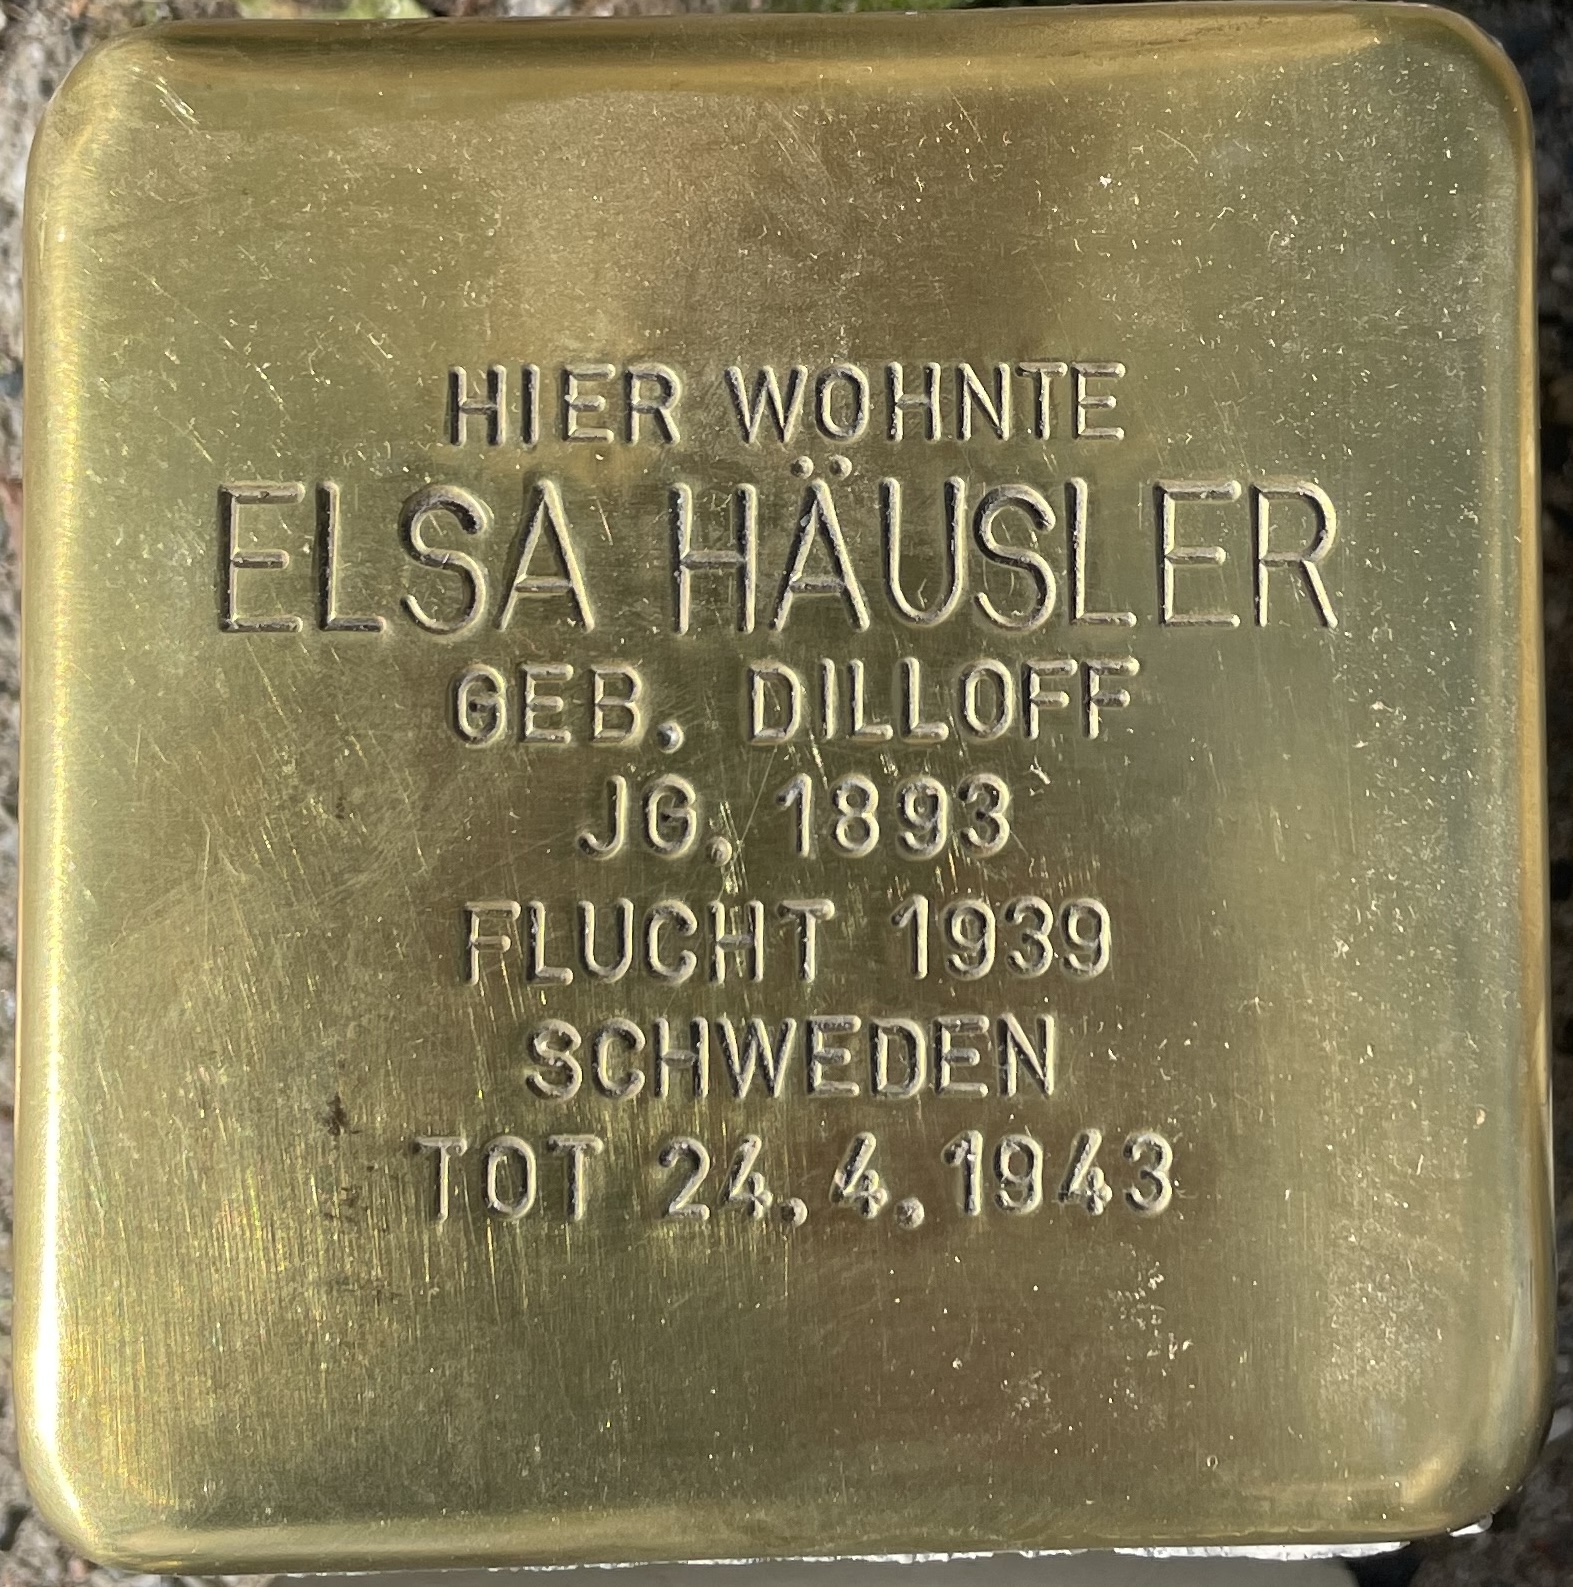 HIER WOHNTE
ELSA HÄUSLER
GEB. DILLOFF
JG. 1893
FLUCHT 1939
SCHWEDEN
TOT 24.4.1943